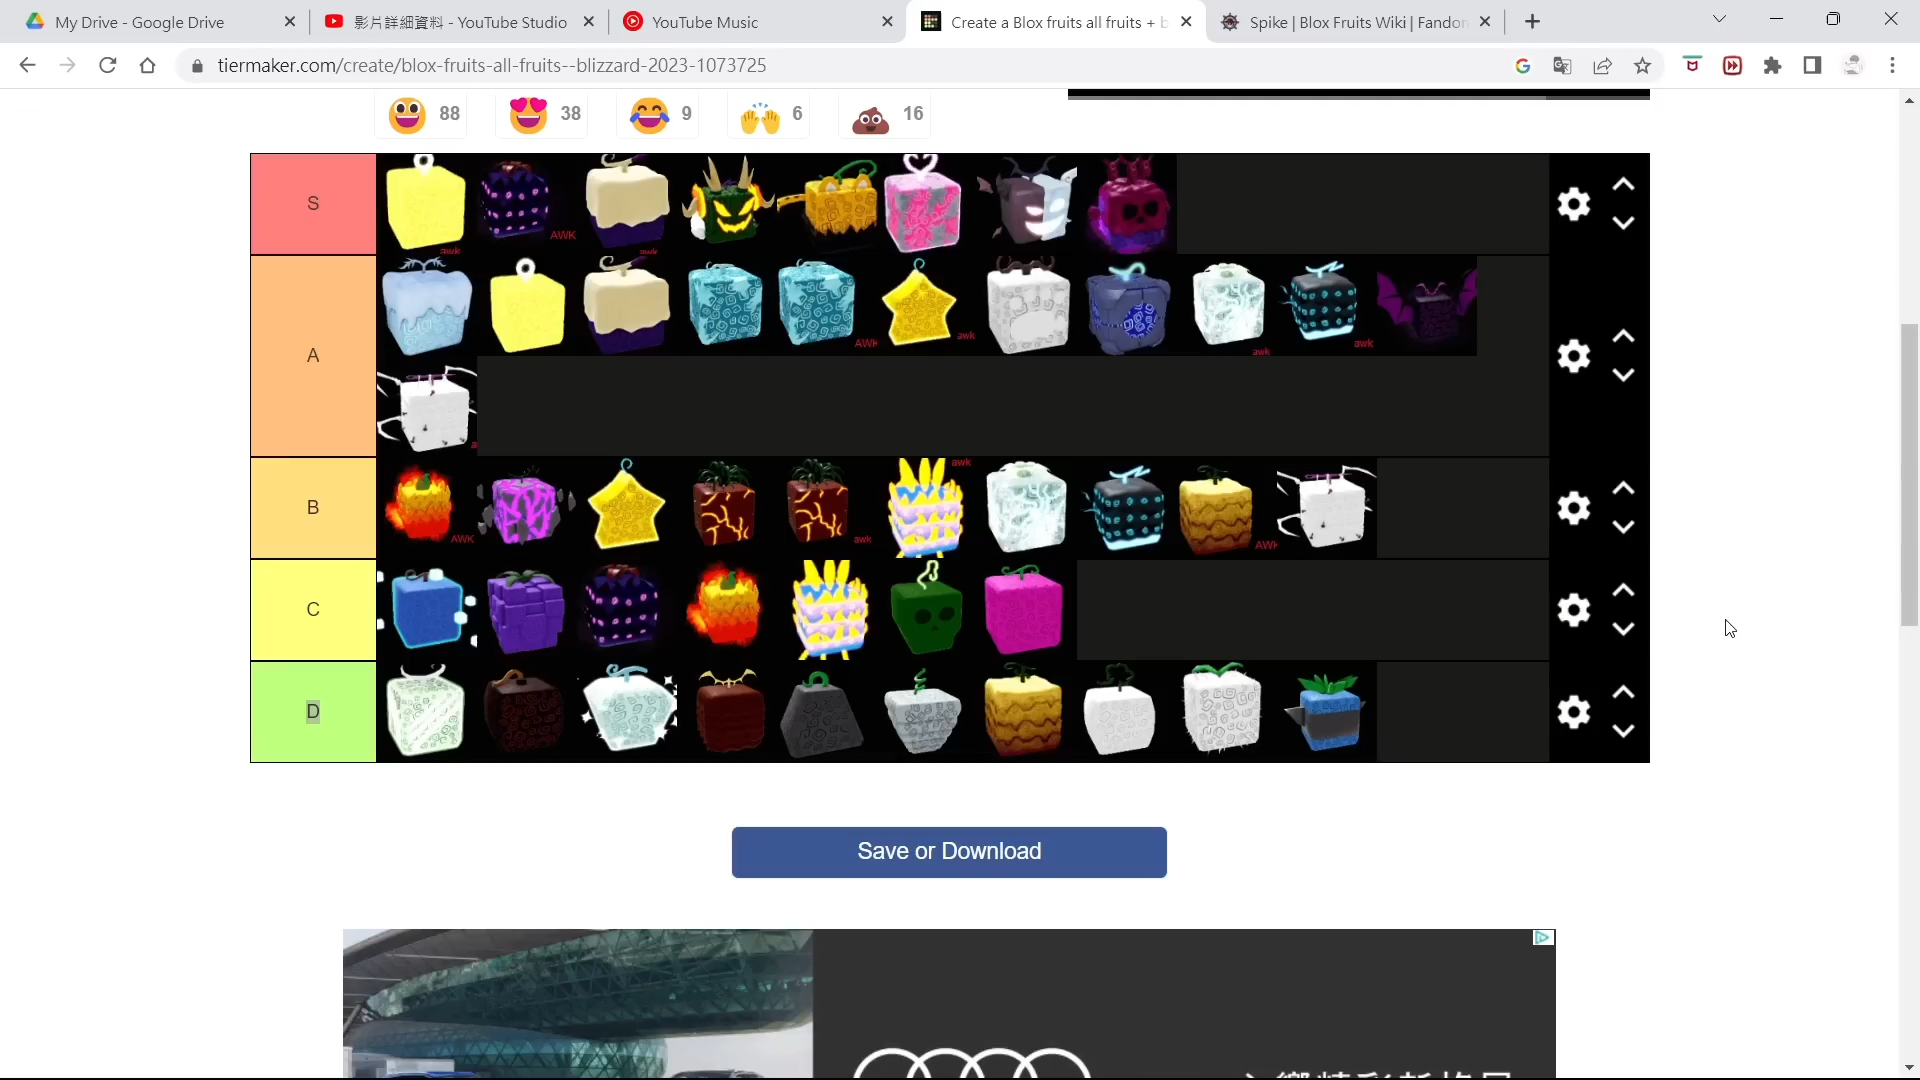 My Drive - Google Drive
影片詳細資料 - YouTube Studio
YouTube Music
Create a Blox fruits all fruits + b
Spike | Blox Fruits Wiki | Fandom
tiermaker.com/create/blox-fruits-all-fruits--blizzard-2023-1073725
88
38
9
6
16
S
awk
AWK
awk
A
AWK
awk
awk
awk
B
AWK
awk
awk
AWK
C
D
Save or Download